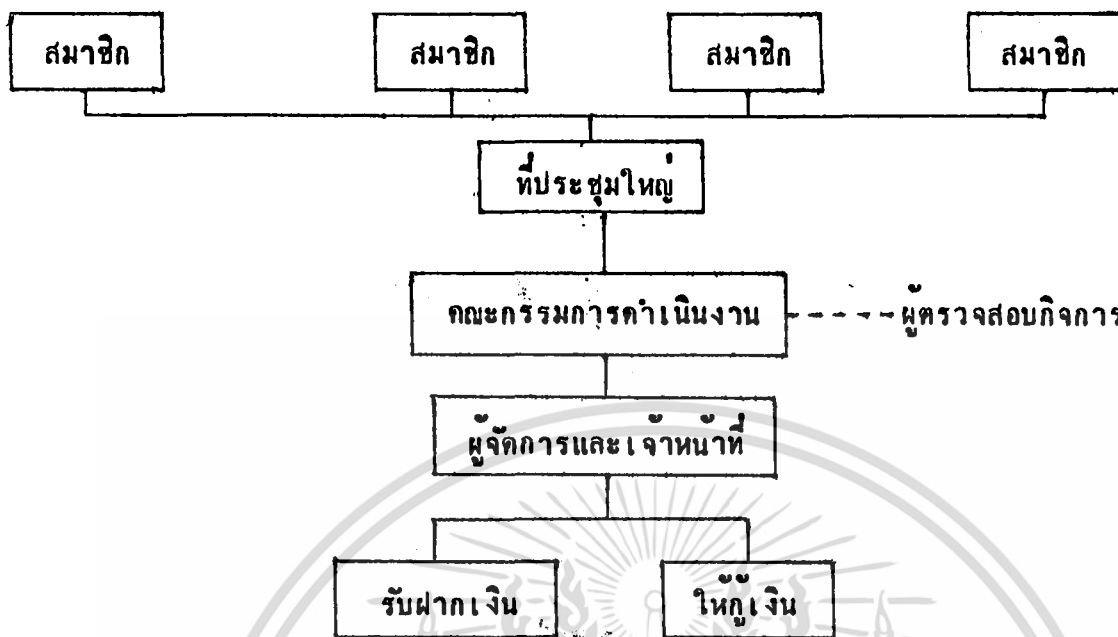 สมาชิก สมาชิก สมาชิก สมาชิก
ที่ประชุมใหญ่
คณะกรรมการดำเนินงาน ผู้ตรวจสอบกิจการ
ผู้จัดการและเจ้าหน้าที่
รับฝากเงิน ให้กู้เงิน